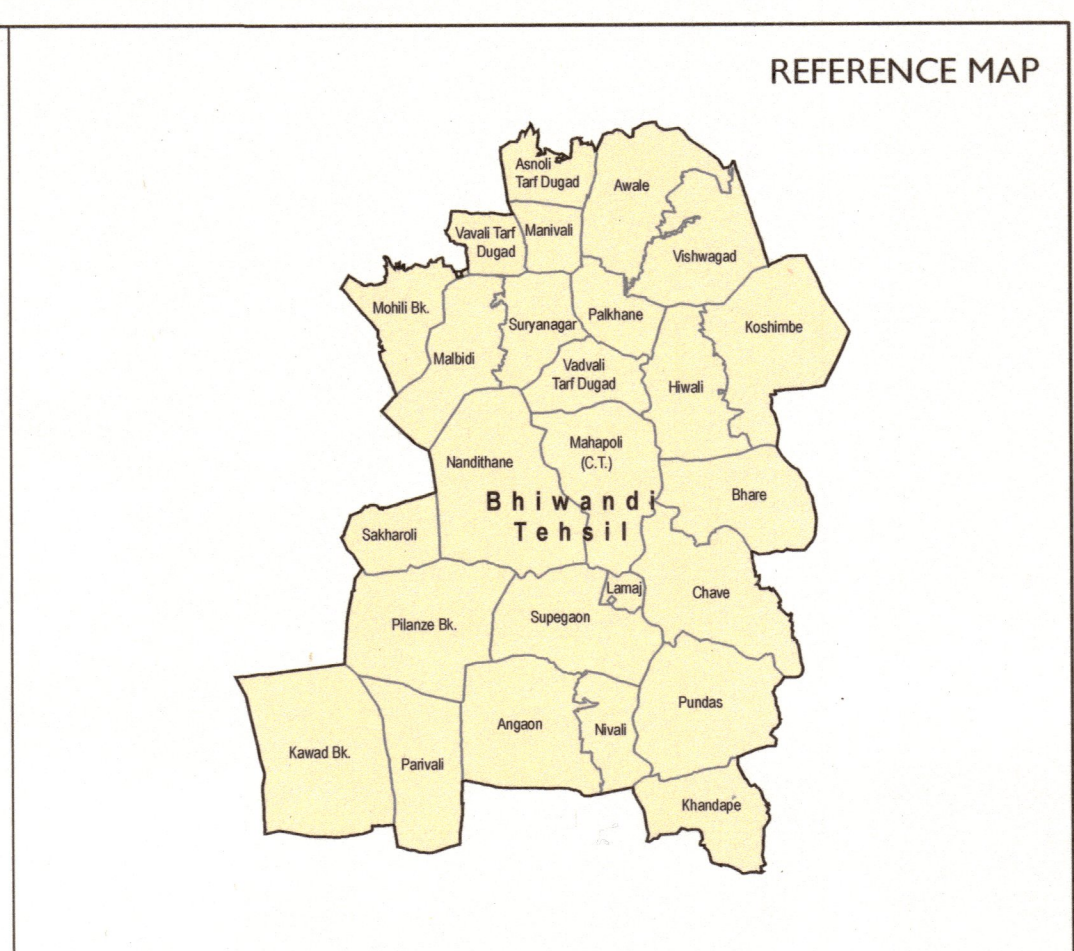 REFERENCE MAP
Asnoli
Tarf Dugad
Awale
Vavali Tarf
Dugad
Manivali
Vishwagad
Mohili Bk.
Suryanagar
Palkhane
Koshimbe
Malbidi
Vadvali
Tarf Dugad
Hiwali
Nandithane
Mahapoli
(C.T.)
Bhare
Bhiwandi
Tehsil
Sakharoli
Lamaj
Chave
Pilanze Bk.
Supegaon
Pundas
Angaon
Nivali
Kawad Bk.
Parivali
Khandape